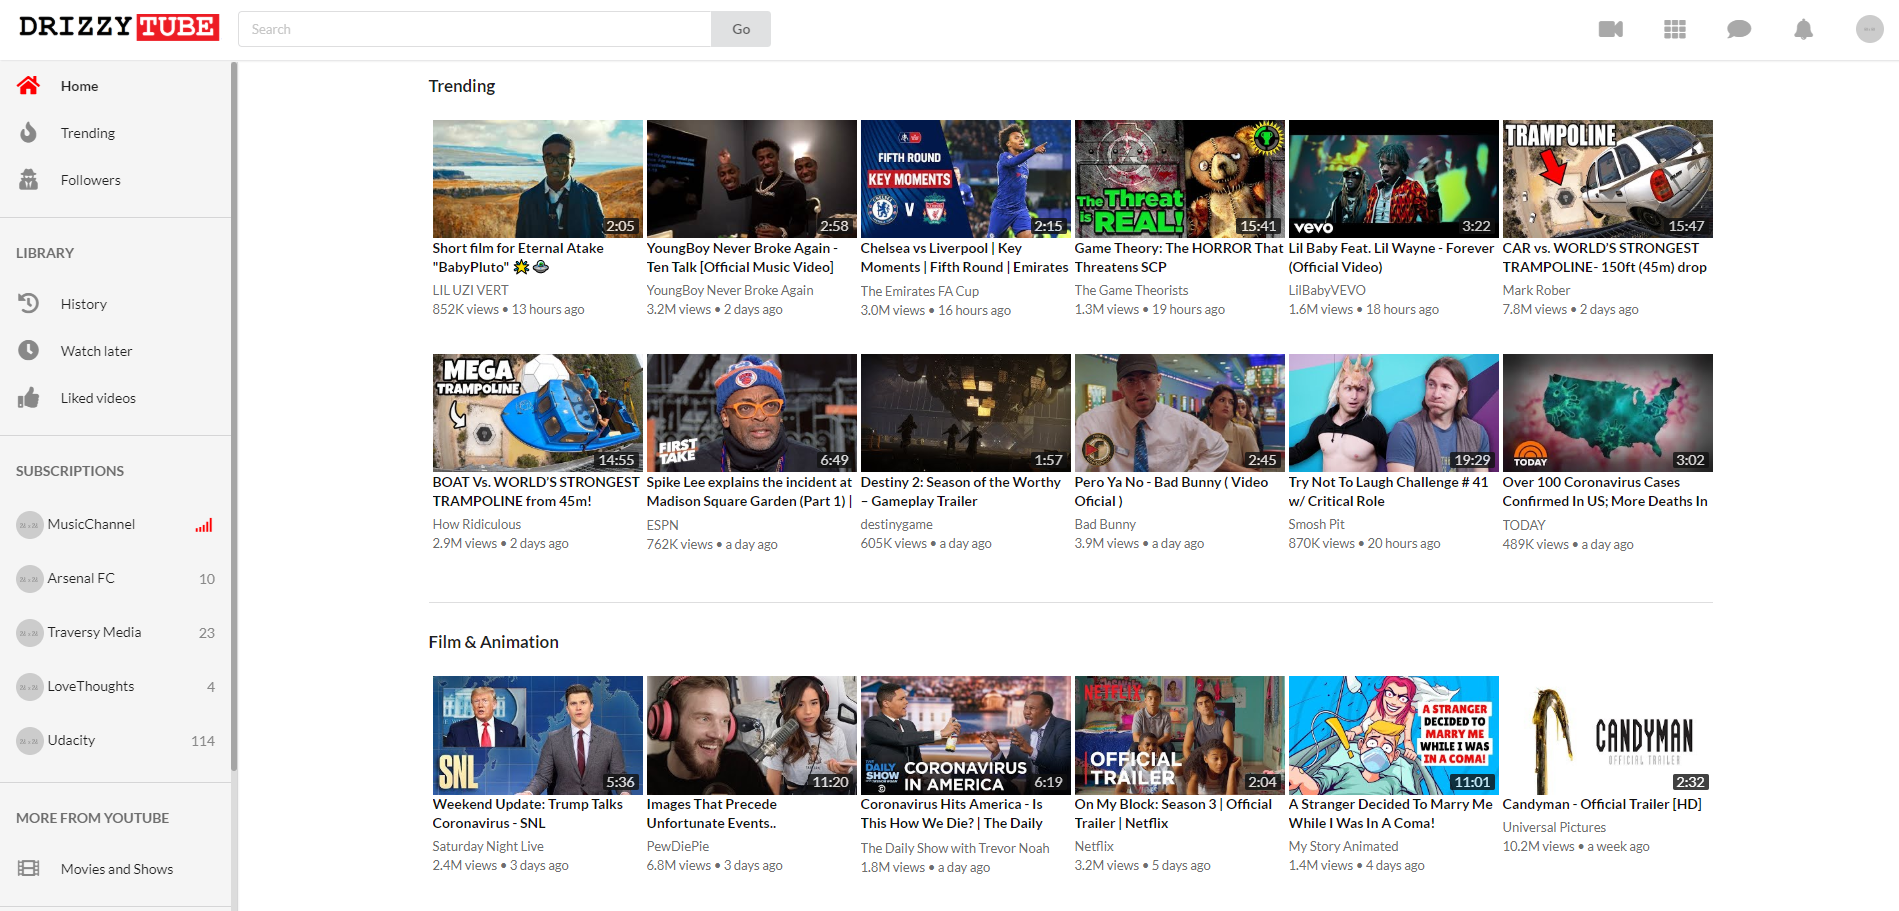 DRIZZYTUBE
Search
Go
Home
Trending
Followers
LIBRARY
History
Watch later
Liked videos
SUBSCRIPTIONS
MusicChannel
Arsenal FC 10
Traversy Media 23
LoveThoughts 4
Udacity 114
MORE FROM YOUTUBE
Movies and Shows
Trending
2:05
Short film for Eternal Atake
"BabyPluto" 🌟🛸
LIL UZI VERT
852K views • 13 hours ago
2:58
YoungBoy Never Broke Again -
Ten Talk [Official Music Video]
YoungBoy Never Broke Again
3.2M views • 2 days ago
FIFTH ROUND
KEY MOMENTS
V
2:15
Chelsea vs Liverpool | Key
Moments | Fifth Round | Emirates
The Emirates FA Cup
3.0M views • 16 hours ago
The Threat
is REAL!
15:41
Game Theory: The HORROR That
Threatens SCP
The Game Theorists
1.3M views • 19 hours ago
vevo
3:22
Lil Baby Feat. Lil Wayne - Forever
(Official Video)
LilBabyVEVO
1.6M views • 18 hours ago
TRAMPOLINE
15:47
CAR vs. WORLD'S STRONGEST
TRAMPOLINE- 150ft (45m) drop
Mark Rober
7.8M views • 2 days ago
MEGA
TRAMPOLINE
14:55
BOAT Vs. WORLD'S STRONGEST
TRAMPOLINE from 45m!
How Ridiculous
2.9M views • 2 days ago
FIRST
TAKE
6:49
Spike Lee explains the incident at
Madison Square Garden (Part 1) |
ESPN
762K views • a day ago
1:57
Destiny 2: Season of the Worthy
– Gameplay Trailer
destinygame
605K views • a day ago
2:45
Pero Ya No - Bad Bunny ( Video
Oficial )
Bad Bunny
3.9M views • a day ago
19:29
Try Not To Laugh Challenge # 41
w/ Critical Role
Smosh Pit
870K views • 20 hours ago
TODAY
3:02
Over 100 Coronavirus Cases
Confirmed In US; More Deaths In
TODAY
489K views • a day ago
Film & Animation
SNL
5:36
Weekend Update: Trump Talks
Coronavirus - SNL
Saturday Night Live
2.4M views • 3 days ago
11:20
Images That Precede
Unfortunate Events..
PewDiePie
6.8M views • 3 days ago
THE
DAILY
SHOW
CORONAVIRUS
IN AMERICA
6:19
Coronavirus Hits America - Is
This How We Die? | The Daily
The Daily Show with Trevor Noah
1.8M views • a day ago
NETFLIX
OFFICIAL
TRAILER
2:04
On My Block: Season 3 | Official
Trailer | Netflix
Netflix
3.2M views • 5 days ago
A STRANGER
DECIDED TO
MARRY ME
WHILE I WAS
IN A COMA!
11:01
A Stranger Decided To Marry Me
While I Was In A Coma!
My Story Animated
1.4M views • 4 days ago
CANDYMAN
OFFICIAL TRAILER
2:32
Candyman - Official Trailer [HD]
Universal Pictures
10.2M views • a week ago